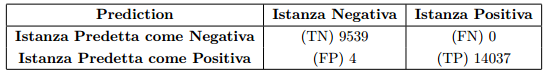 Prediction Istanza Negativa Istanza Positiva
Istanza Predetta come Negativa (TN) 9539 (FN) 0
Istanza Predetta come Positiva (FP) 4 (TP) 14037